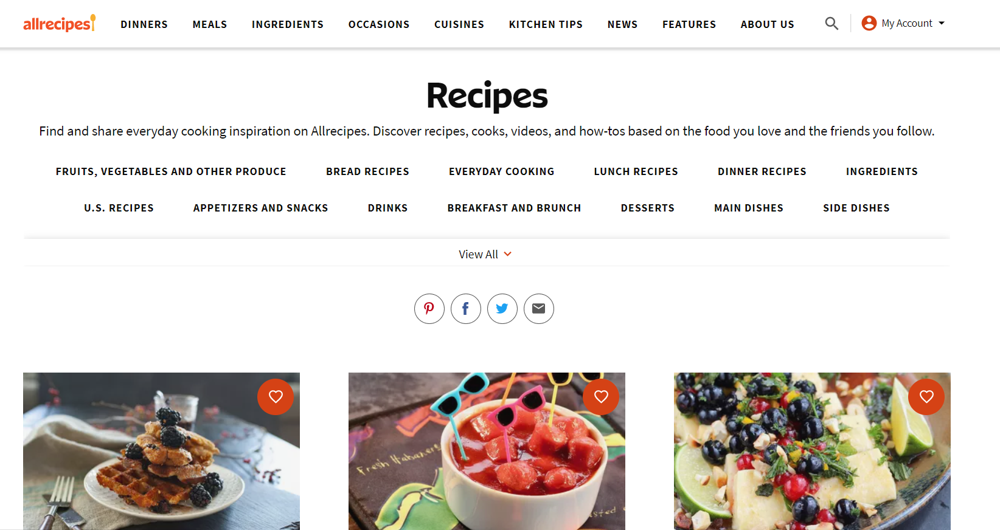 allrecipes DINNERS MEALS INGREDIENTS OCCASIONS CUISINES KITCHEN TIPS NEWS FEATURES ABOUT US My Account
Recipes
Find and share everyday cooking inspiration on Allrecipes. Discover recipes, cooks, videos, and how-tos based on the food you love and the friends you follow.
FRUITS, VEGETABLES AND OTHER PRODUCE BREAD RECIPES EVERYDAY COOKING LUNCH RECIPES DINNER RECIPES INGREDIENTS
U.S. RECIPES APPETIZERS AND SNACKS DRINKS BREAKFAST AND BRUNCH DESSERTS MAIN DISHES SIDE DISHES
View All
Fresh Habanero